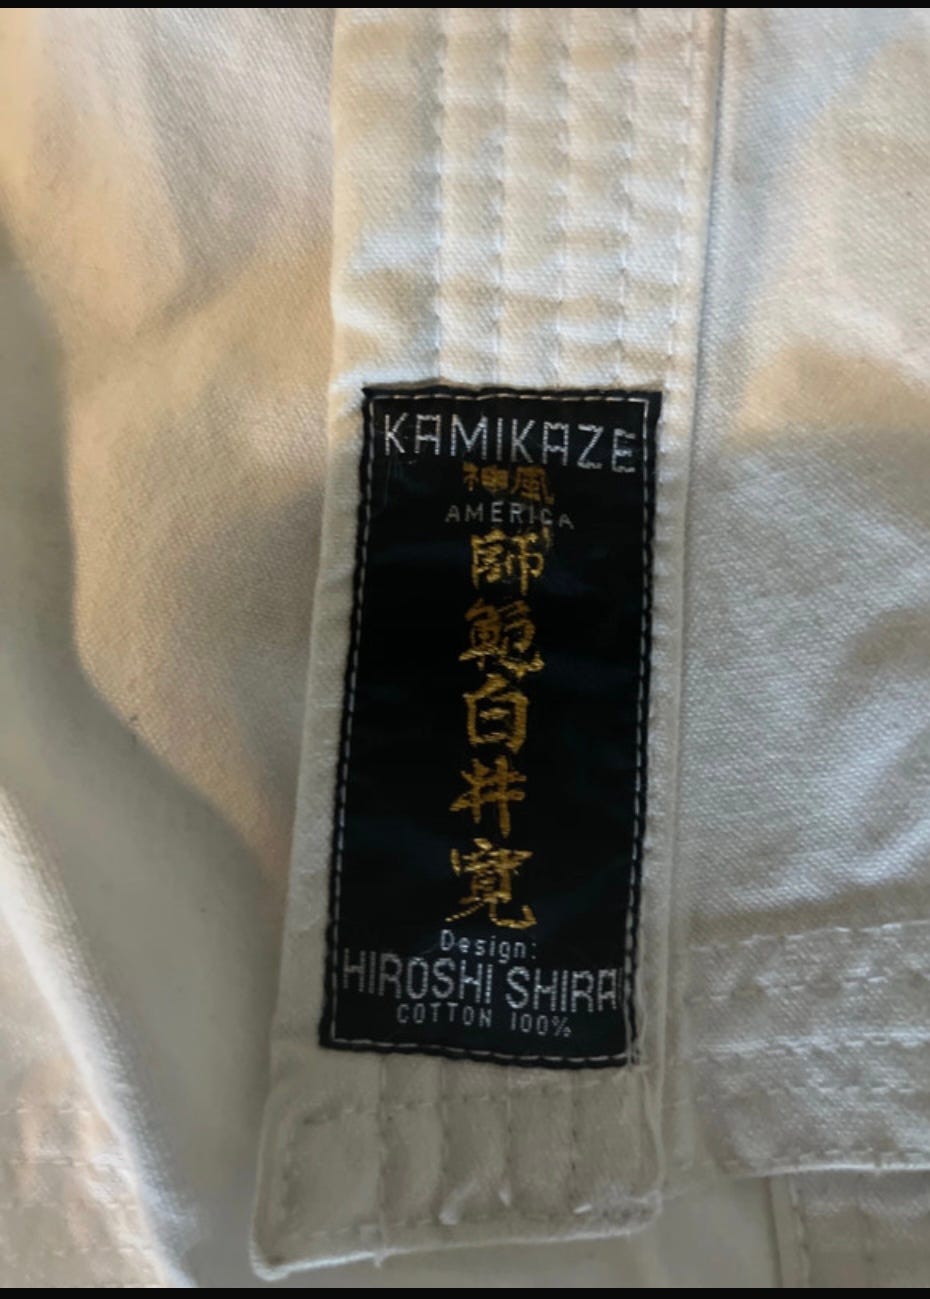 KAMIKAZE
神風
AMERICA
師範白井寛
Design:
HIROSHI SHIRAI
COTTON 100%